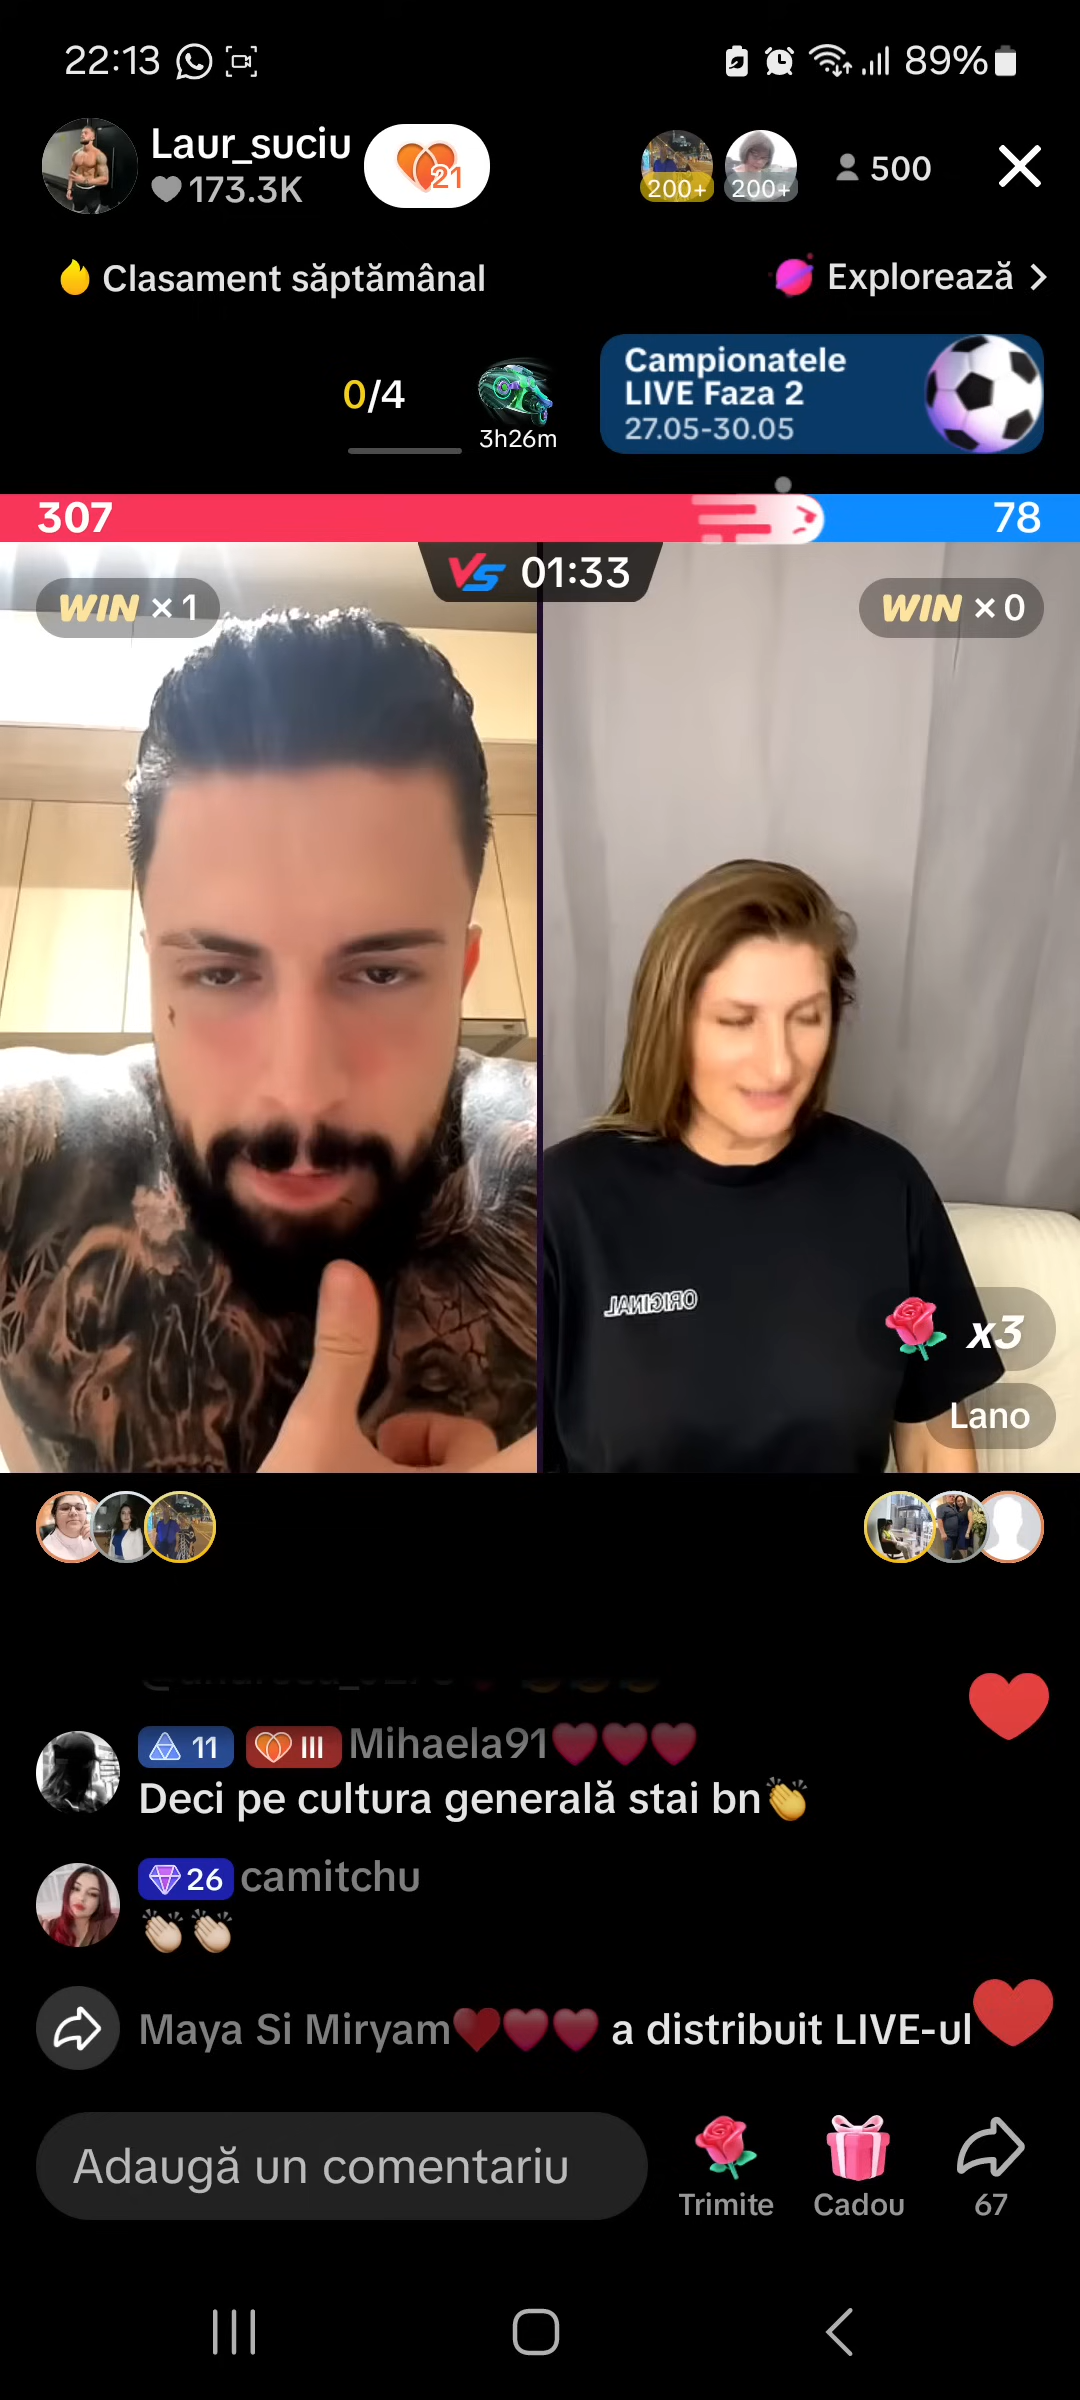 22:13
89%
Laur_suciu
173.3K
21
200+
200+
500
Clasament săptămânal
Explorează
0/4
3h26m
Campionatele
LIVE Faza 2
27.05-30.05
307
78
VS 01:33
WIN × 1
WIN × 0
ORIGINAL
x3
Lano
11 III Mihaela91
Deci pe cultura generală stai bn👏
26 camitchu
👏🏻👏🏻
Maya Si Miryam a distribuit LIVE-ul
Adaugă un comentariu
Trimite
Cadou
67